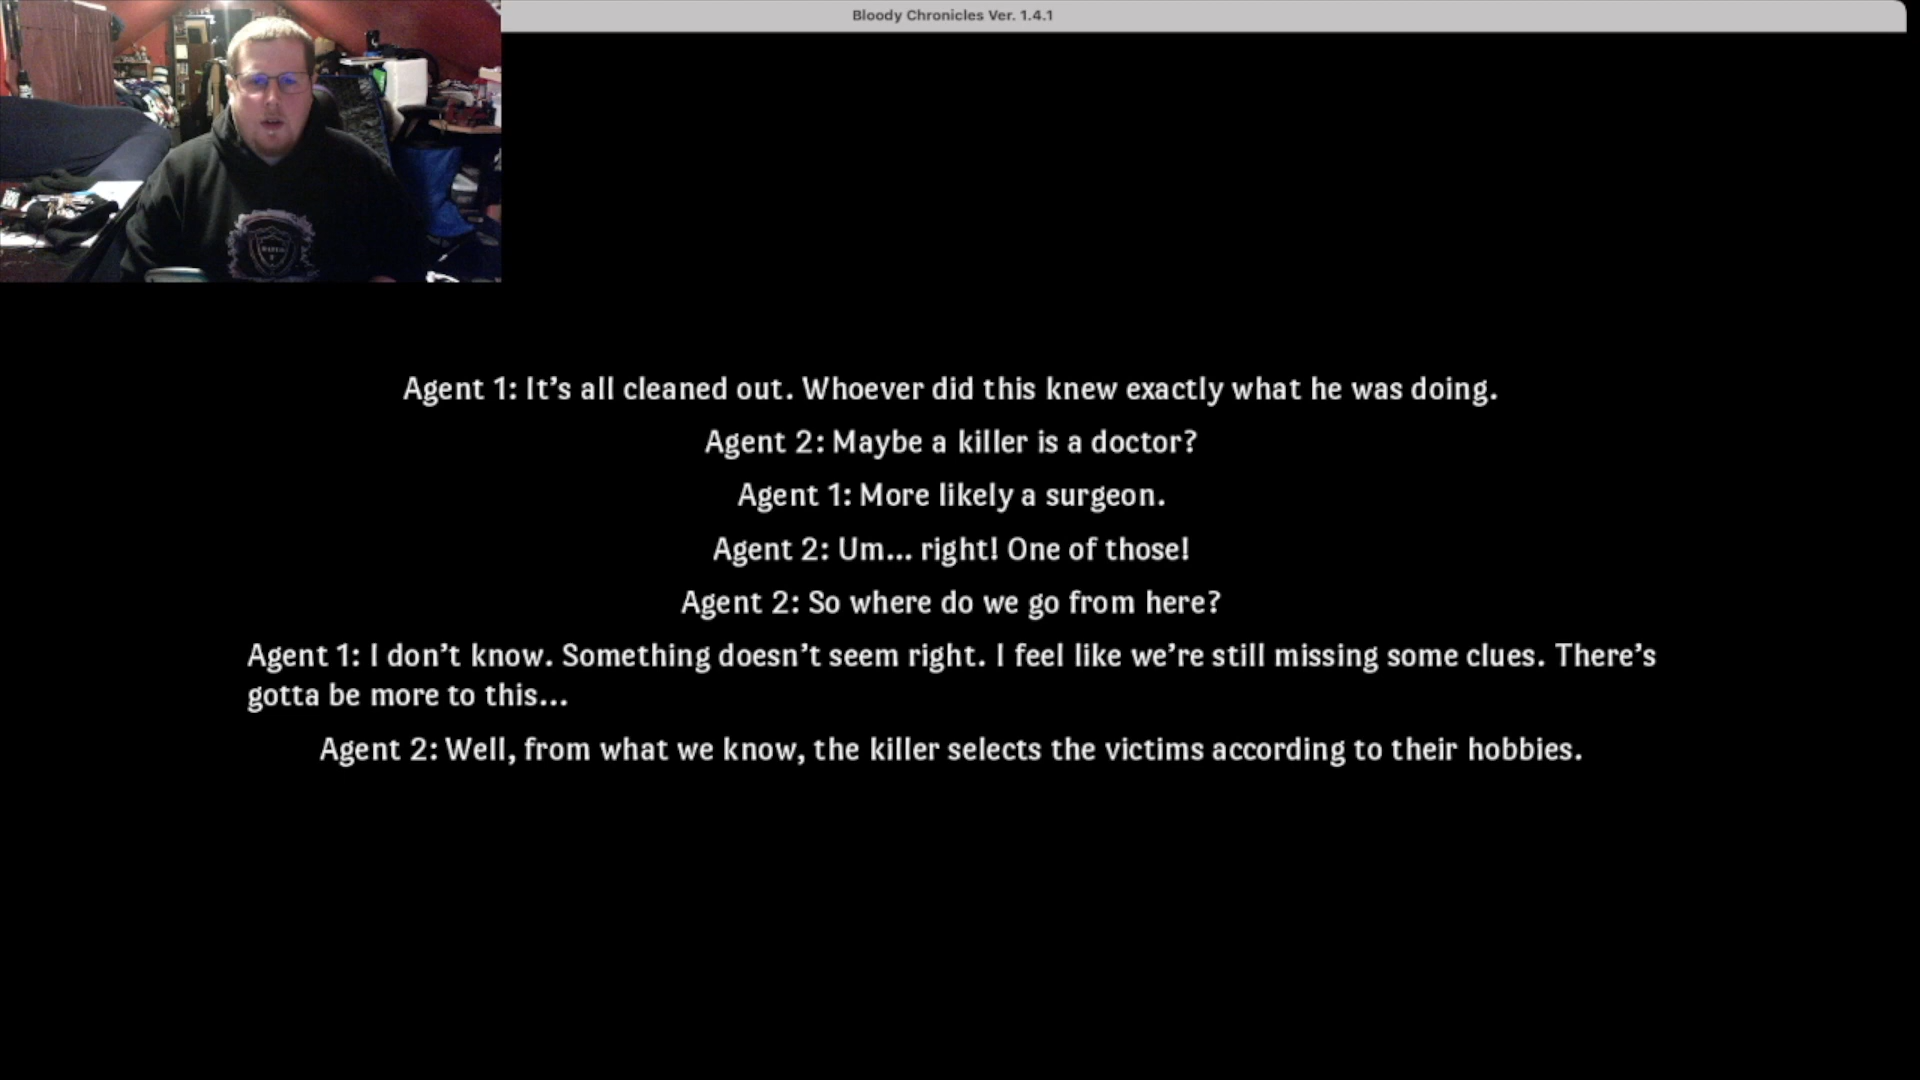 Bloody Chronicles Ver. 1.4.1
Agent 1: It’s all cleaned out. Whoever did this knew exactly what he was doing.
Agent 2: Maybe a killer is a doctor?
Agent 1: More likely a surgeon.
Agent 2: Um... right! One of those!
Agent 2: So where do we go from here?
Agent 1: I don’t know. Something doesn’t seem right. I feel like we’re still missing some clues. There’s
gotta be more to this...
Agent 2: Well, from what we know, the killer selects the victims according to their hobbies.